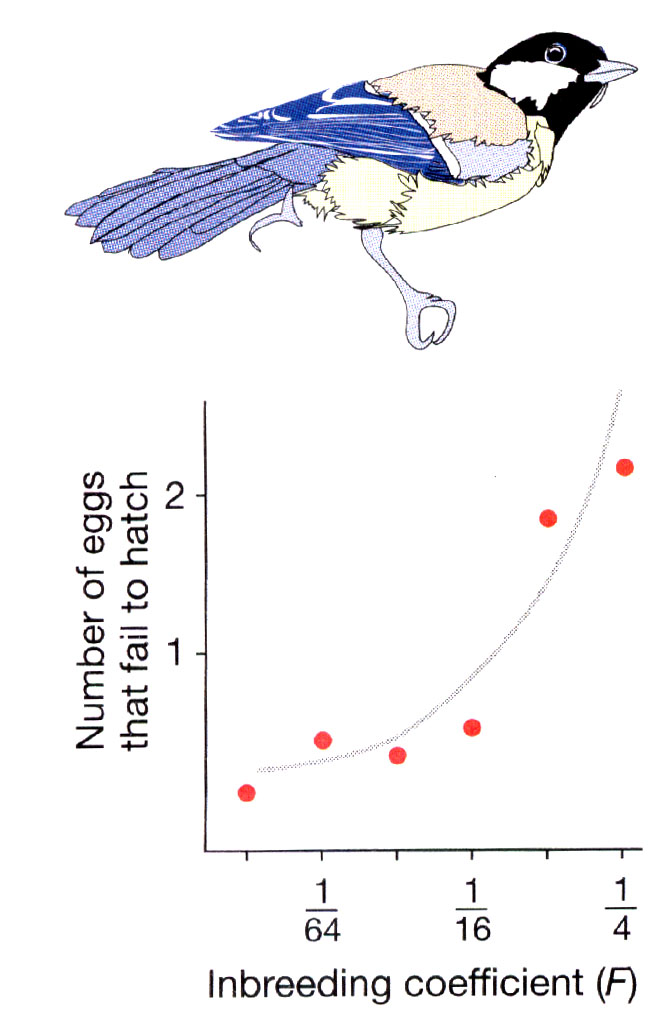 Number of eggs
that fail to hatch
2
1
1/64
1/16
1/4
Inbreeding coefficient (F)